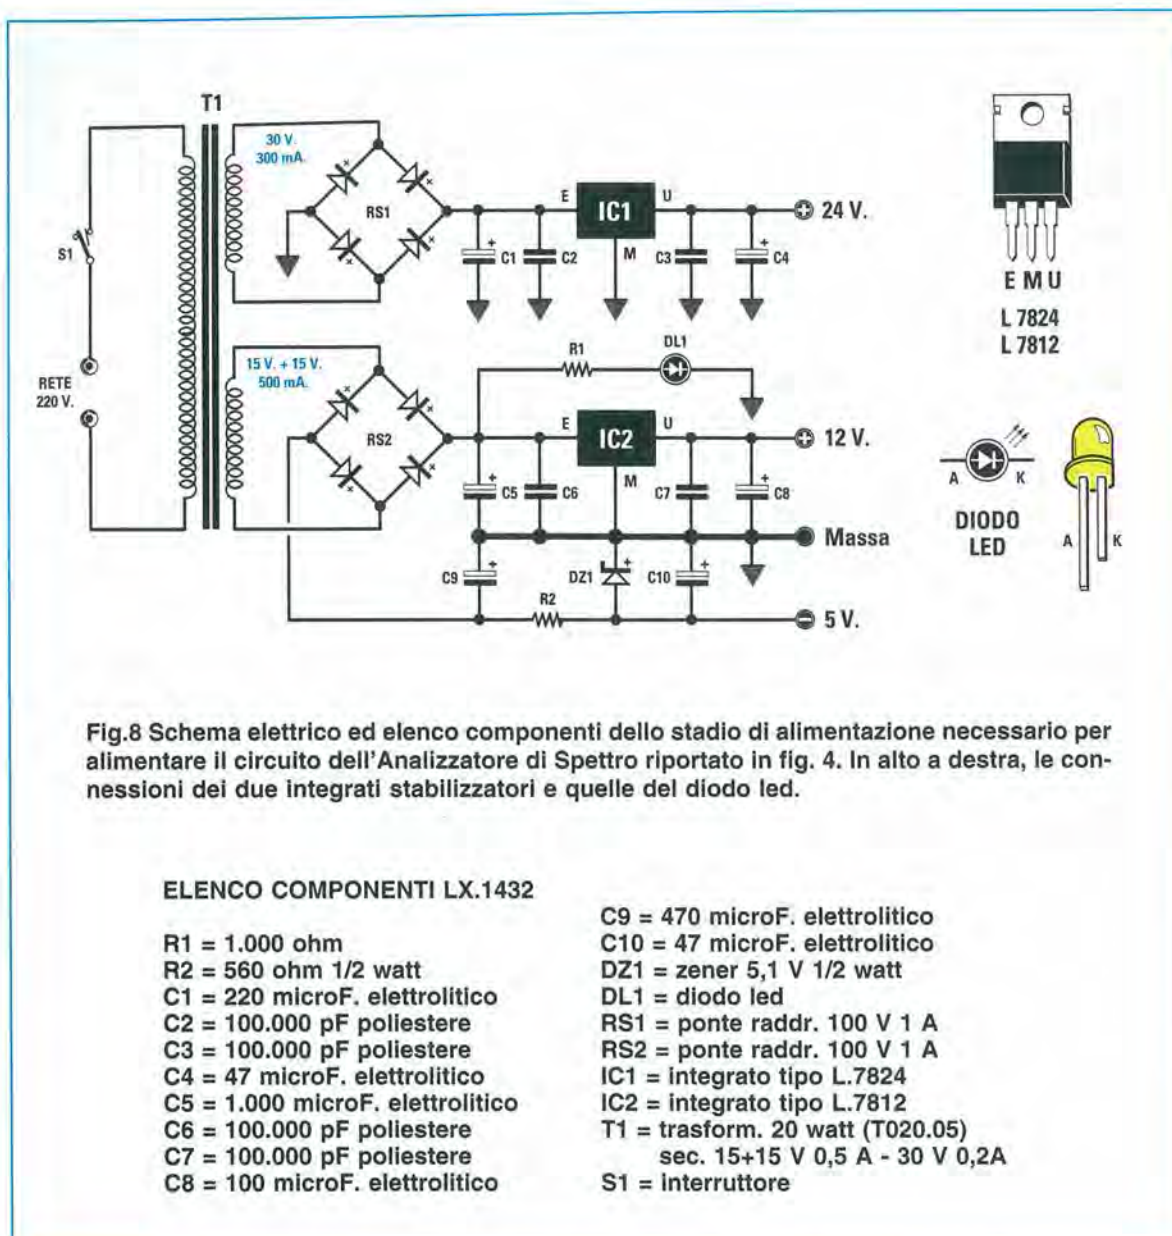 T1
30 V.
300 mA.
RS1
E
IC1
U
M
C1
C2
C3
C4
24 V.
S1
RETE
220 V.
15 V. + 15 V.
500 mA.
RS2
R1
DL1
E
IC2
U
M
C5
C6
C7
C8
12 V.
Massa
C9
R2
DZ1
C10
5 V.
E M U
L 7824
L 7812
A
K
DIODO
LED
A
K
Fig.8 Schema elettrico ed elenco componenti dello stadio di alimentazione necessario per
alimentare il circuito dell'Analizzatore di Spettro riportato in fig. 4. In alto a destra, le con-
nessioni dei due integrati stabilizzatori e quelle del diodo led.
ELENCO COMPONENTI LX.1432
R1 = 1.000 ohm
R2 = 560 ohm 1/2 watt
C1 = 220 microF. elettrolitico
C2 = 100.000 pF poliestere
C3 = 100.000 pF poliestere
C4 = 47 microF. elettrolitico
C5 = 1.000 microF. elettrolitico
C6 = 100.000 pF poliestere
C7 = 100.000 pF poliestere
C8 = 100 microF. elettrolitico
C9 = 470 microF. elettrolitico
C10 = 47 microF. elettrolitico
DZ1 = zener 5,1 V 1/2 watt
DL1 = diodo led
RS1 = ponte raddr. 100 V 1 A
RS2 = ponte raddr. 100 V 1 A
IC1 = integrato tipo L.7824
IC2 = integrato tipo L.7812
T1 = trasform. 20 watt (T020.05)
sec. 15+15 V 0,5 A - 30 V 0,2A
S1 = interruttore